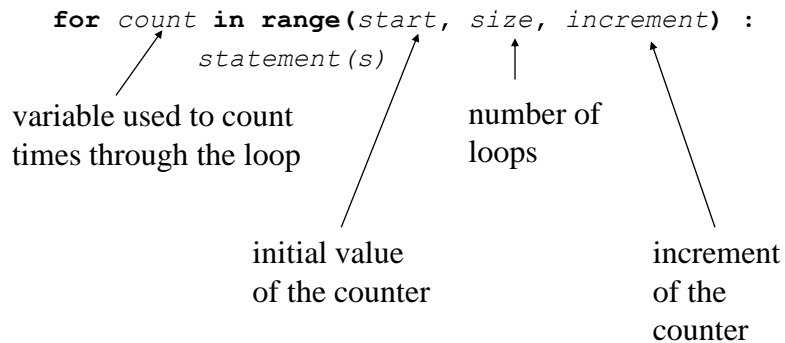 for count in range(start, size, increment) :
statement(s)
variable used to count
times through the loop
number of
loops
initial value
of the counter
increment
of the
counter